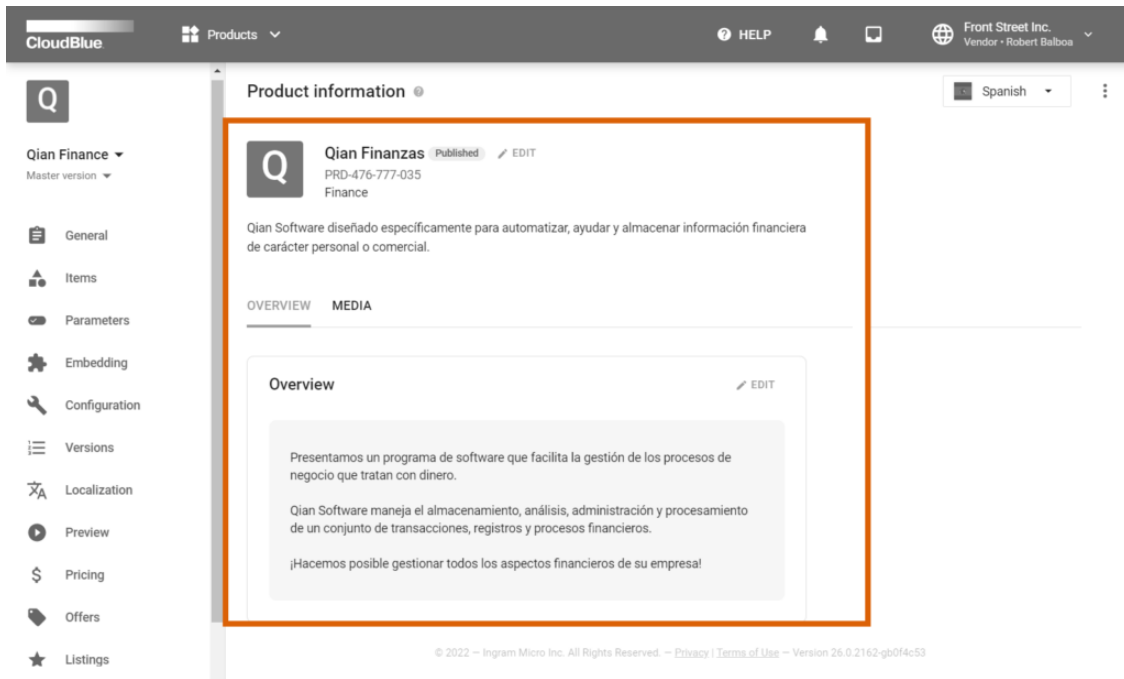 CloudBlue
Products
HELP
Front Street Inc.
Vendor • Robert Balboa
Q
Qian Finance
Master version
General
Items
Parameters
Embedding
Configuration
Versions
Localization
Preview
Pricing
Offers
Listings
Product information
Spanish
Q
Qian Finanzas Published EDIT
PRD-476-777-035
Finance
Qian Software diseñado específicamente para automatizar, ayudar y almacenar información financiera
de carácter personal o comercial.
OVERVIEW MEDIA
Overview
EDIT
Presentamos un programa de software que facilita la gestión de los procesos de
negocio que tratan con dinero.
Qian Software maneja el almacenamiento, análisis, administración y procesamiento
de un conjunto de transacciones, registros y procesos financieros.
¡Hacemos posible gestionar todos los aspectos financieros de su empresa!
© 2022 — Ingram Micro Inc. All Rights Reserved. — Privacy | Terms of Use — Version 26.0.2162-gb0f4c53